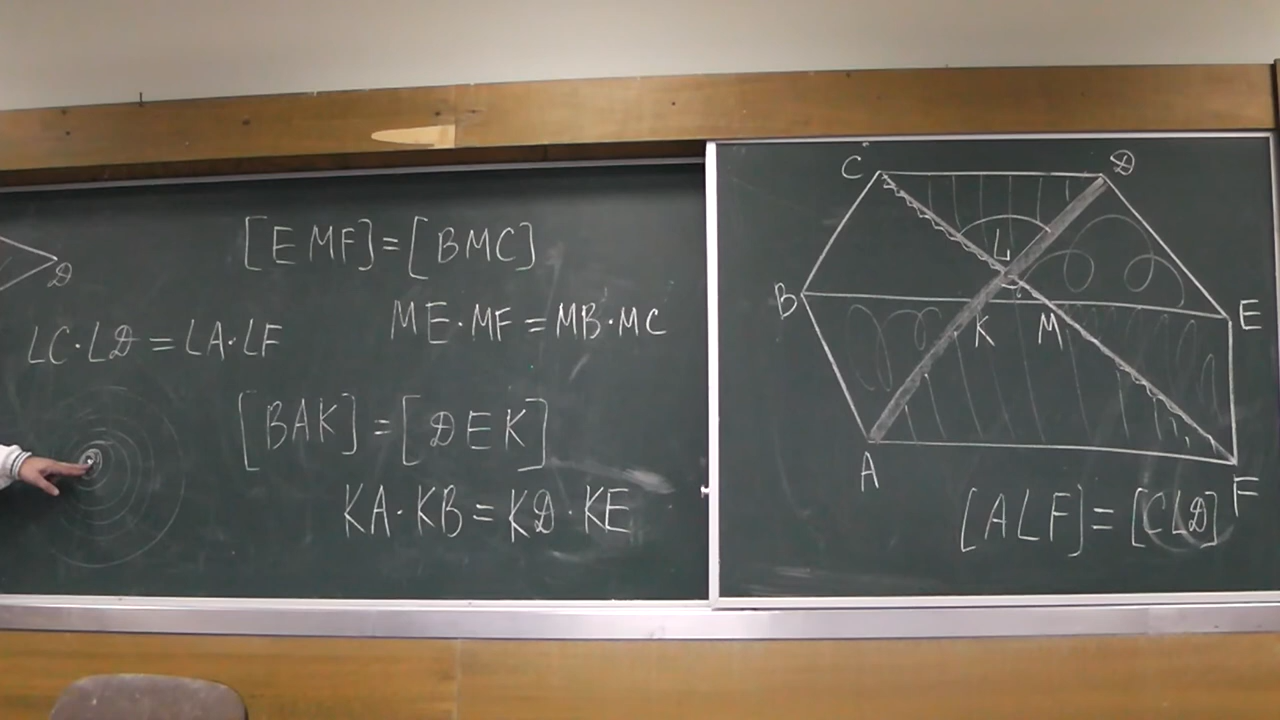 D
[EMF]=[BMC]
LC·LD=LA·LF
ME·MF=MB·MC
[BAK]=[DEK]
KA·KB=KD·KE
C
D
L
B
K
M
E
A
F
[ALF]=[CLD]